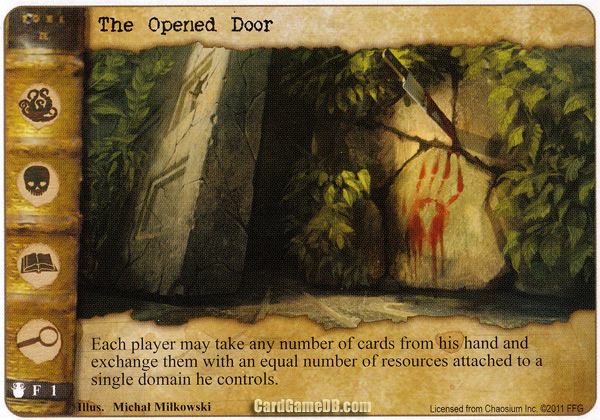 The Opened Door
Each player may take any number of cards from his hand and
exchange them with an equal number of resources attached to a
single domain he controls.
F 1
Illus. Michal Milkowski
CardGameDB.com
Licensed from Chaosium Inc. ©2011 FFG